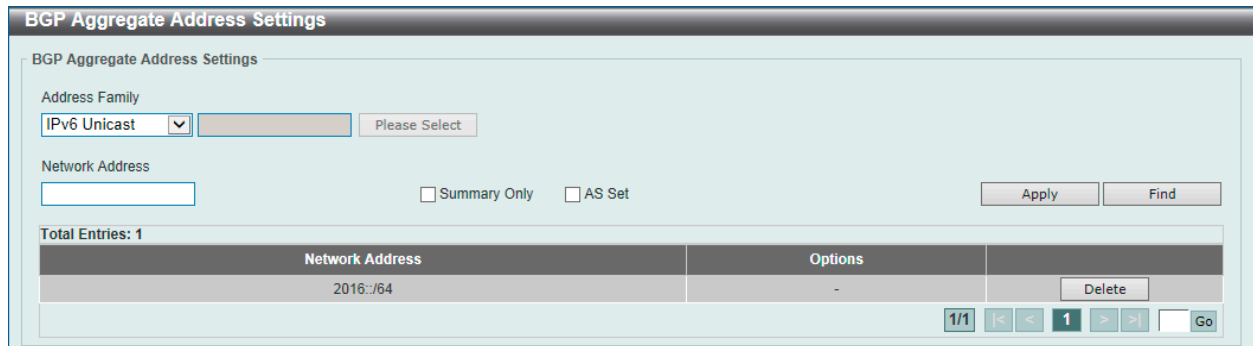 BGP Aggregate Address Settings
BGP Aggregate Address Settings
Address Family
IPv6 Unicast Please Select
Network Address
Summary Only AS Set Apply Find
Total Entries: 1
Network Address Options
2016::/64 - Delete
1/1 |< < 1 > >| Go